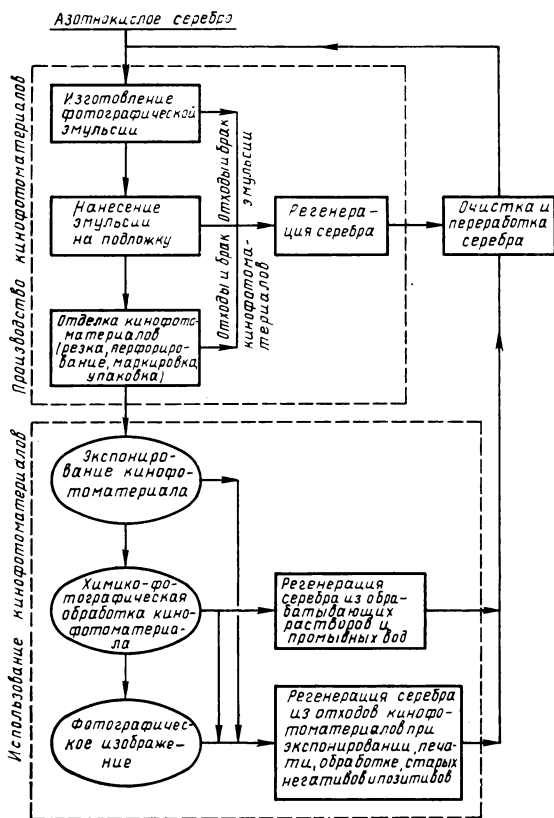 Азотнокислое серебро
Производство кинофотоматериалов
Изготовление
фотографической
эмульсии
Отходы и брак
эмульсии
Нанесение
эмульсии
на подложку
Регенера-
ция серебра
Очистка и
переработка
серебра
Отходы и брак
кинофотома-
териалов
Отделка кинофото-
материалов
(резка, перфориро-
вание, маркировка,
упаковка)
Использование кинофотоматериалов
Экспониро-
вание кинофо-
томатериала
Химико-фо-
тографическая
обработка кино-
фотоматериа-
ла
Регенерация
серебра из обра-
батывающих
растворов и
промывных вод
Фотографичес-
кое изображе-
ние
Регенерация серебра
из отходов кинофо-
томатериалов при
экспонировании, печа-
ти, обработке, старых
негативов и позитивов